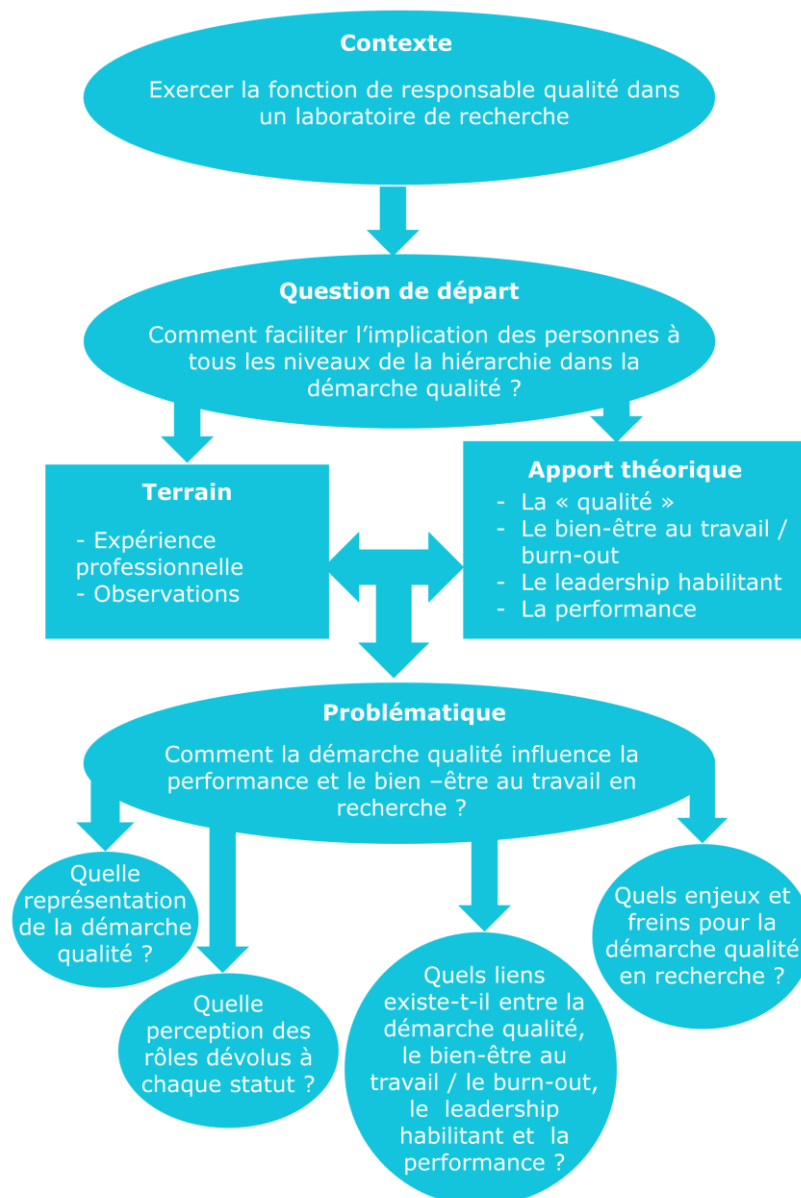 Contexte
Exercer la fonction de responsable qualité dans
un laboratoire de recherche
Question de départ
Comment faciliter l’implication des personnes à
tous les niveaux de la hiérarchie dans la
démarche qualité ?
Terrain
- Expérience
professionnelle
- Observations
Apport théorique
- La « qualité »
- Le bien-être au travail /
burn-out
- Le leadership habilitant
- La performance
Problématique
Comment la démarche qualité influence la
performance et le bien –être au travail en
recherche ?
Quelle
représentation
de la démarche
qualité ?
Quelle
perception des
rôles dévolus à
chaque statut ?
Quels liens
existe-t-il entre la
démarche qualité,
le bien-être au
travail / le burn-out,
le leadership
habilitant et la
performance ?
Quels enjeux et
freins pour la
démarche qualité
en recherche ?